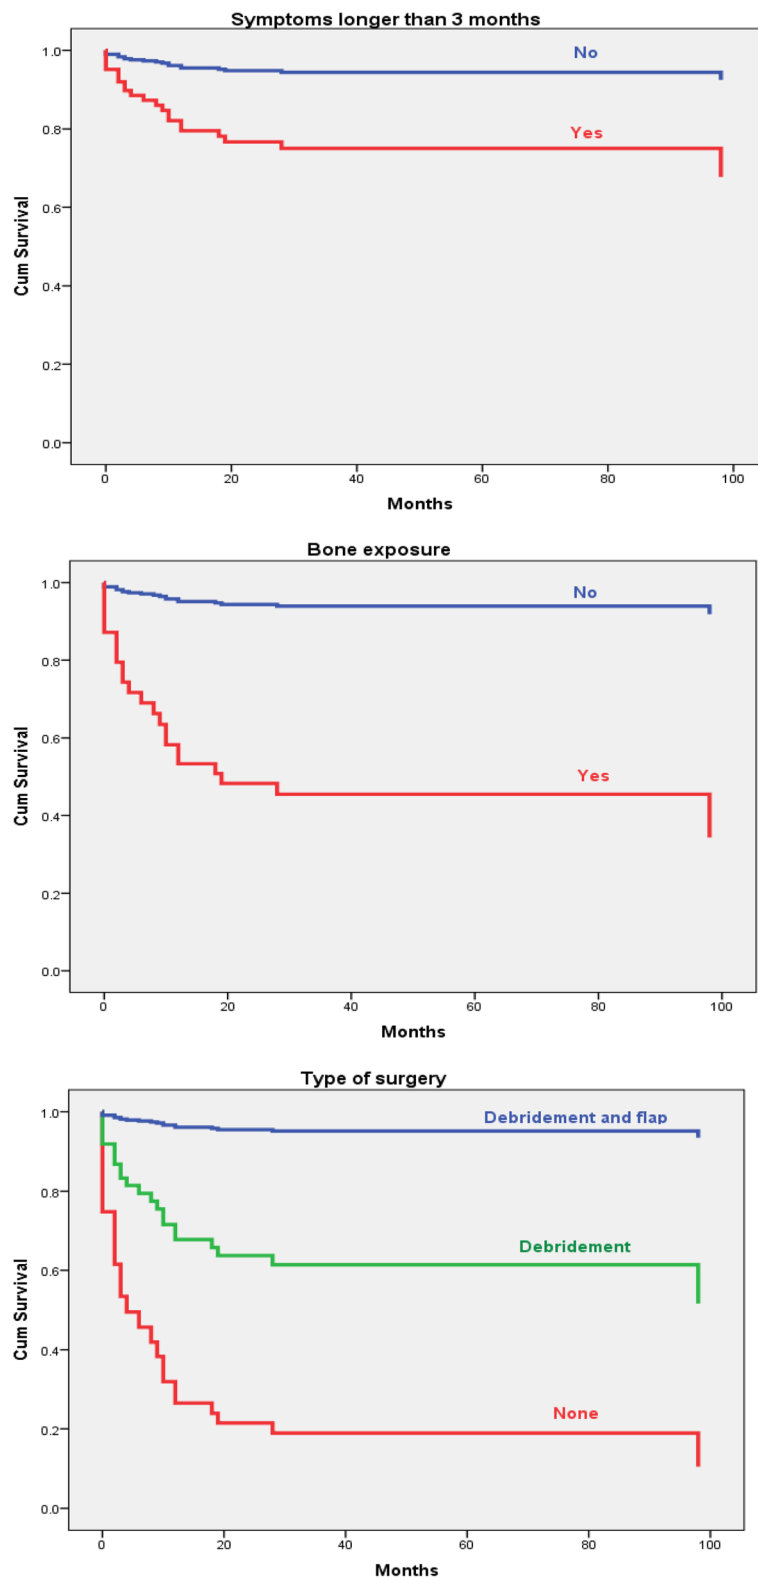 Symptoms longer than 3 months
1.0
No
0.8
Yes
0.6
Cum Survival
0.4
0.2
0.0
0 20 40 60 80 100
Months
Bone exposure
1.0
No
0.8
0.6
Cum Survival
Yes
0.4
0.2
0.0
0 20 40 60 80 100
Months
Type of surgery
1.0
Debridement and flap
0.8
Debridement
0.6
Cum Survival
0.4
None
0.2
0.0
0 20 40 60 80 100
Months